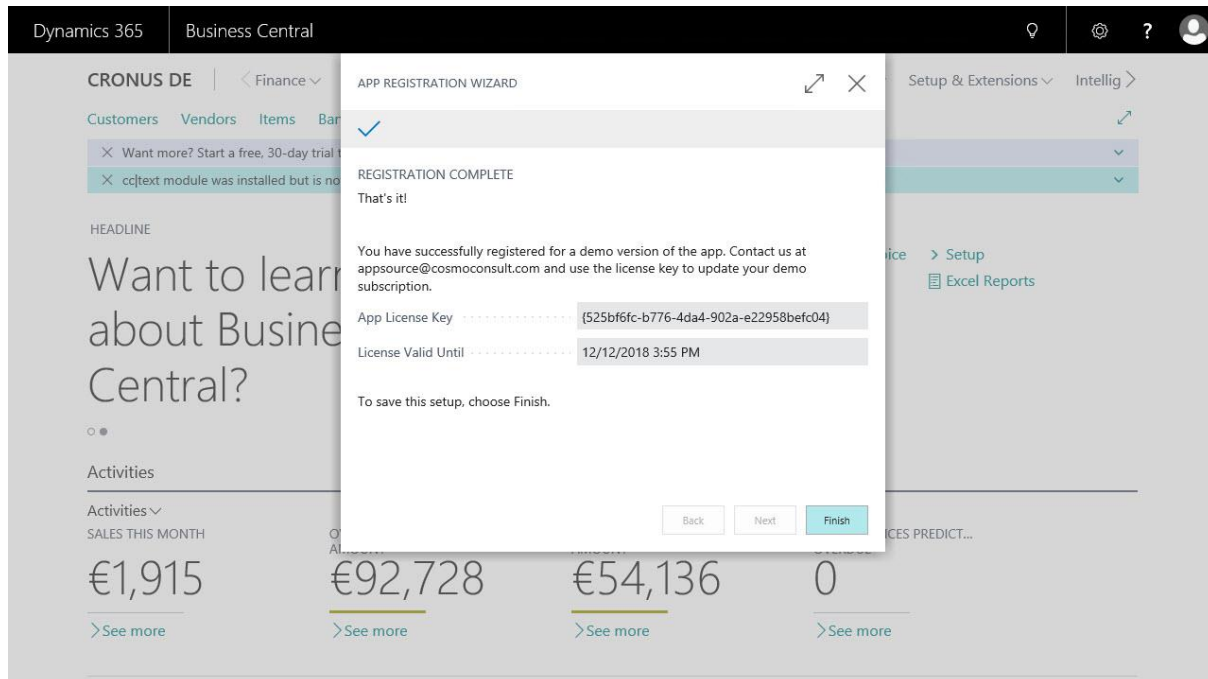 Dynamics 365 Business Central ?
CRONUS DE Finance Setup & Extensions Intellig
APP REGISTRATION WIZARD
Customers Vendors Items
Want more? Start a free, 30-day trial
cc|text module was installed but is
REGISTRATION COMPLETE
That's it!
HEADLINE
Want to
about
Central?
You have successfully registered for a demo version of the app. Contact us at
appsource@cosmoconsult.com and use the license key to update your demo
subscription.
App License Key {525bf6fc-b776-4da4-902a-e22958befc04}
License Valid Until 12/12/2018 3:55 PM
To save this setup, choose Finish.
Back Next Finish
Setup
Excel Reports
Activities
Activities
SALES THIS MONTH
€1,915
See more
€92,728
See more
€54,136
See more
PREDICT...
0
See more